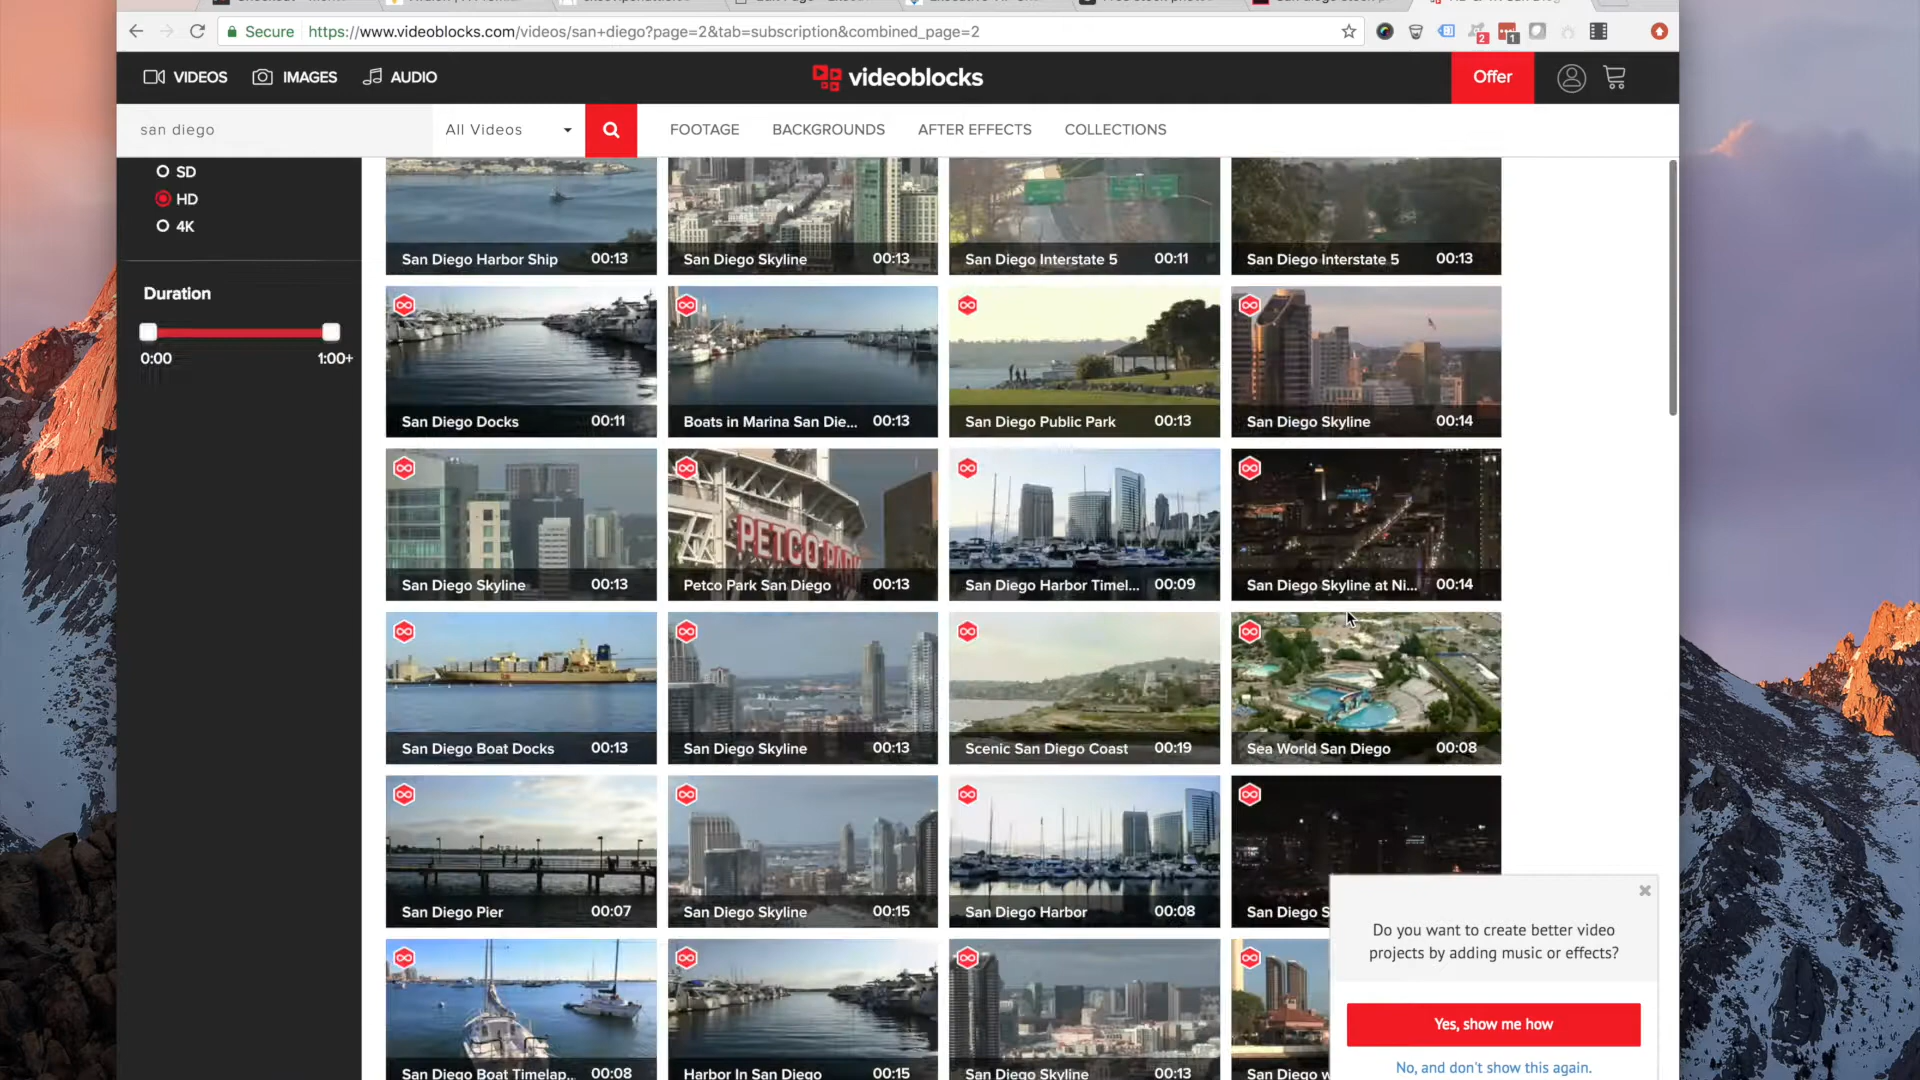 Secure https://www.videoblocks.com/videos/san+diego?page=2&tab=subscription&combined_page=2
2
1
VIDEOS IMAGES AUDIO
videoblocks
Offer
san diego
All Videos
FOOTAGE BACKGROUNDS AFTER EFFECTS COLLECTIONS
SD
HD
4K
Duration
0:00 1:00+
San Diego Harbor Ship 00:13
San Diego Skyline 00:13
San Diego Interstate 5 00:11
San Diego Interstate 5 00:13
San Diego Docks 00:11
Boats in Marina San Die... 00:13
San Diego Public Park 00:13
San Diego Skyline 00:14
San Diego Skyline 00:13
PETCO PARK
Petco Park San Diego 00:13
San Diego Harbor Timel... 00:09
San Diego Skyline at Ni... 00:14
San Diego Boat Docks 00:13
San Diego Skyline 00:13
Scenic San Diego Coast 00:19
Sea World San Diego 00:08
San Diego Pier 00:07
San Diego Skyline 00:15
San Diego Harbor 00:08
San Diego S
San Diego Boat Timelap... 00:08
Harbor In San Diego 00:15
San Diego Skyline 00:13
San Diego w
Do you want to create better video
projects by adding music or effects?
Yes, show me how
No, and don't show this again.